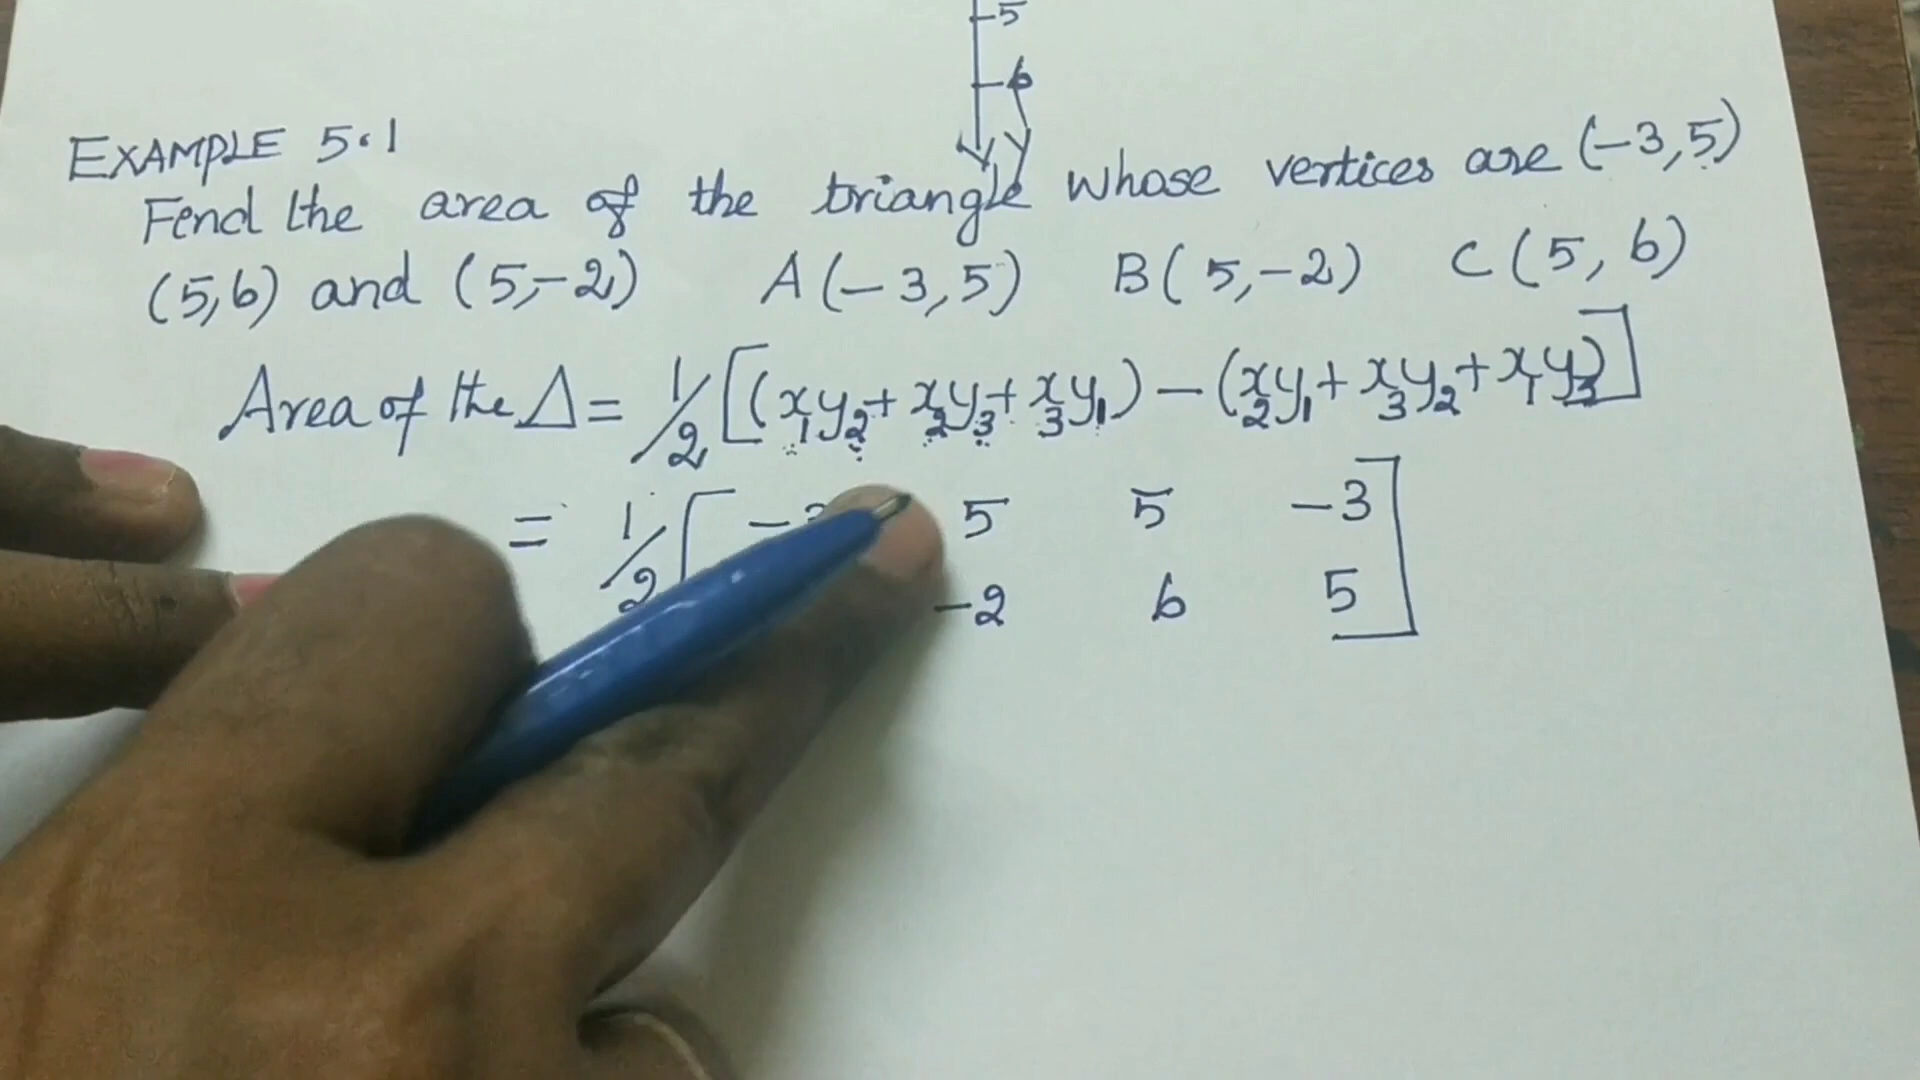 -5
-6
Y
EXAMPLE 5.1
Find the area of the triangle whose vertices are (-3,5)
(5,6) and (5,-2) A(-3,5) B(5,-2) C(5,6)
Area of the Δ = 1/2 [(x₁y₂+x₂y₃+x₃y₁)-(x₂y₁+x₃y₂+x₁y₃)]
= 1/2 [ -3 5 5 -3 ]
-2 6 5